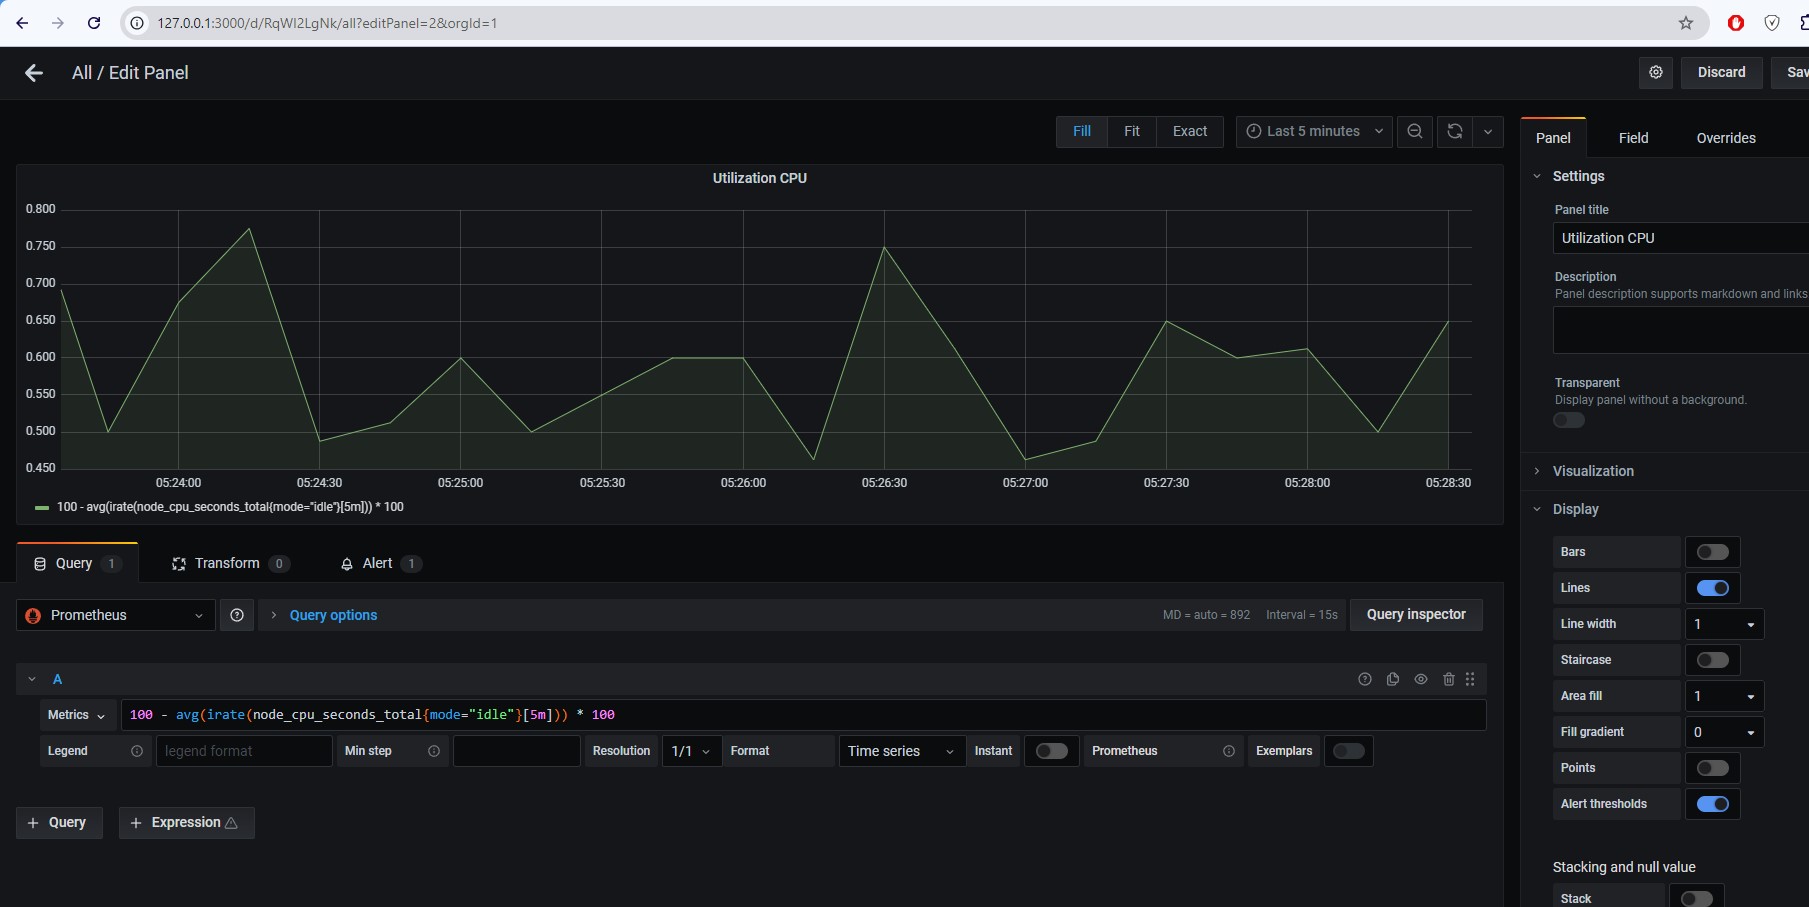 127.0.0.1:3000/d/RqWI2LgNk/all?editPanel=2&orgId=1
All / Edit Panel
Discard
Sav
Fill Fit Exact Last 5 minutes
Utilization CPU
0.800
0.750
0.700
0.650
0.600
0.550
0.500
0.450
05:24:00 05:24:30 05:25:00 05:25:30 05:26:00 05:26:30 05:27:00 05:27:30 05:28:00 05:28:30
100 - avg(irate(node_cpu_seconds_total{mode="idle"}[5m])) * 100
Query 1 Transform 0 Alert 1
Prometheus
Query options
MD = auto = 892 Interval = 15s Query inspector
A
Metrics 100 - avg(irate(node_cpu_seconds_total{mode="idle"}[5m])) * 100
Legend legend format Min step Resolution 1/1 Format Time series Instant Prometheus Exemplars
+ Query + Expression
Panel Field Overrides
Settings
Panel title
Utilization CPU
Description
Panel description supports markdown and links
Transparent
Display panel without a background.
Visualization
Display
Bars
Lines
Line width 1
Staircase
Area fill 1
Fill gradient 0
Points
Alert thresholds
Stacking and null value
Stack